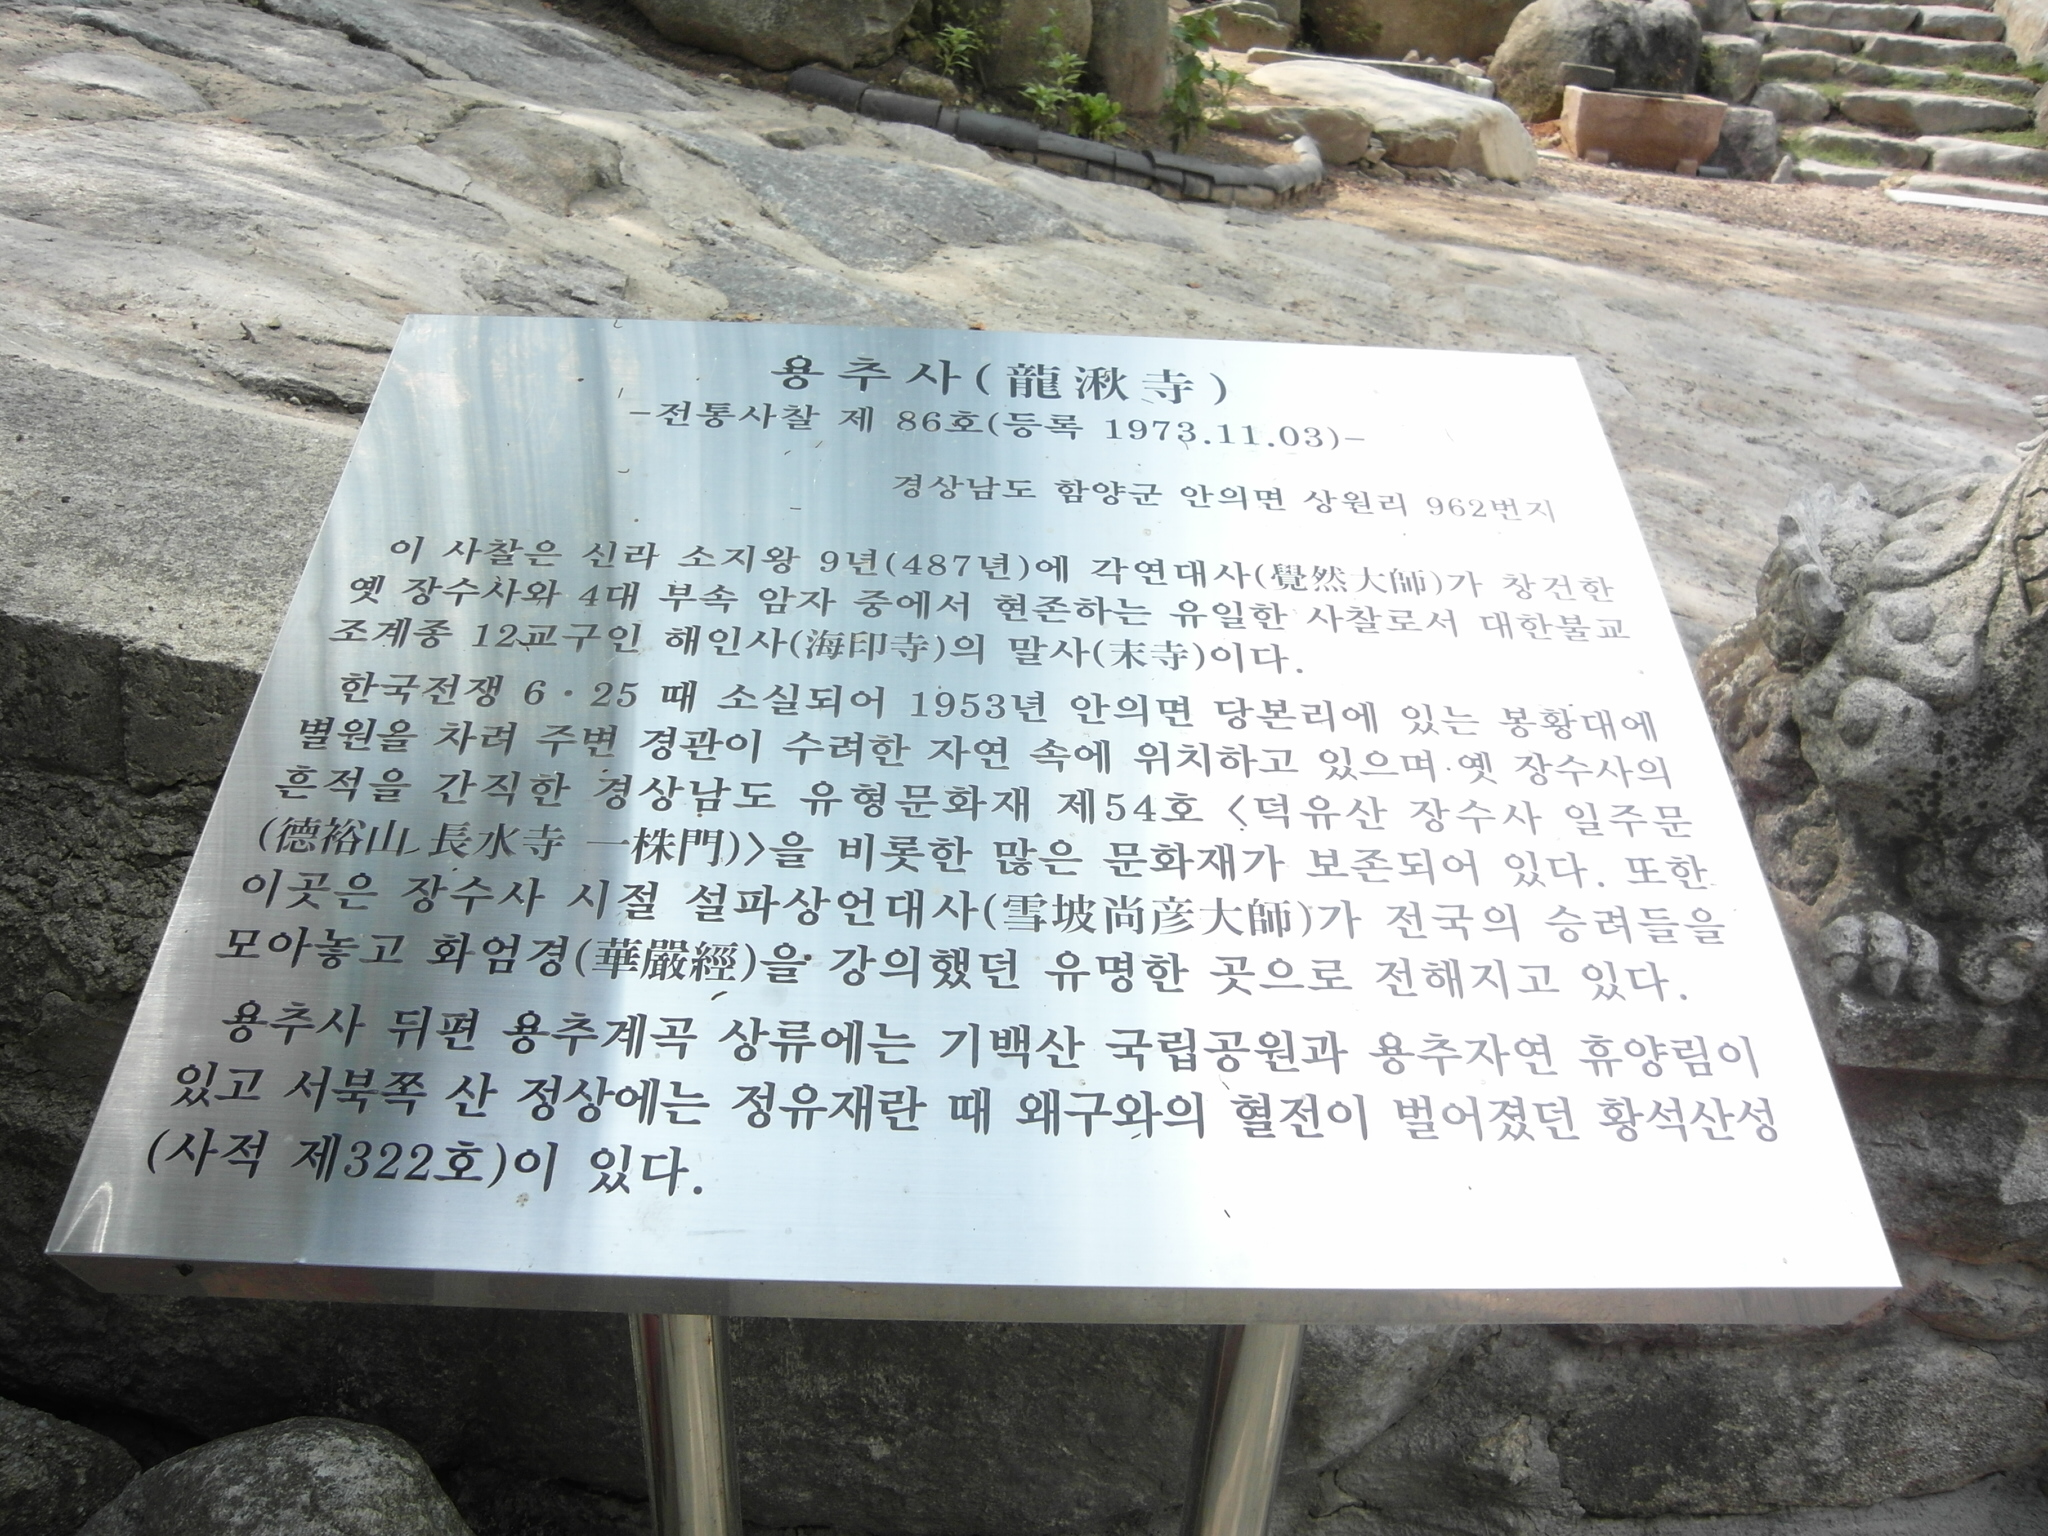 용추사(龍湫寺)
-전통사찰 제 86호(등록 1973.11.03)-
경상남도 함양군 안의면 상원리 962번지
이 사찰은 신라 소지왕 9년(487년)에 각연대사(覺然大師)가 창건한
옛 장수사와 4대 부속 암자 중에서 현존하는 유일한 사찰로서 대한불교
조계종 12교구인 해인사(海印寺)의 말사(末寺)이다.
한국전쟁 6·25 때 소실되어 1953년 안의면 당본리에 있는 봉황대에
별원을 차려 주변 경관이 수려한 자연 속에 위치하고 있으며 옛 장수사의
흔적을 간직한 경상남도 유형문화재 제54호 <덕유산 장수사 일주문
(德裕山 長水寺 一株門)>을 비롯한 많은 문화재가 보존되어 있다. 또한
이곳은 장수사 시절 설파상언대사(雪坡尙彦大師)가 전국의 승려들을
모아놓고 화엄경(華嚴經)을 강의했던 유명한 곳으로 전해지고 있다.
용추사 뒤편 용추계곡 상류에는 기백산 국립공원과 용추자연 휴양림이
있고 서북쪽 산 정상에는 정유재란 때 왜구와의 혈전이 벌어졌던 황석산성
(사적 제322호)이 있다.